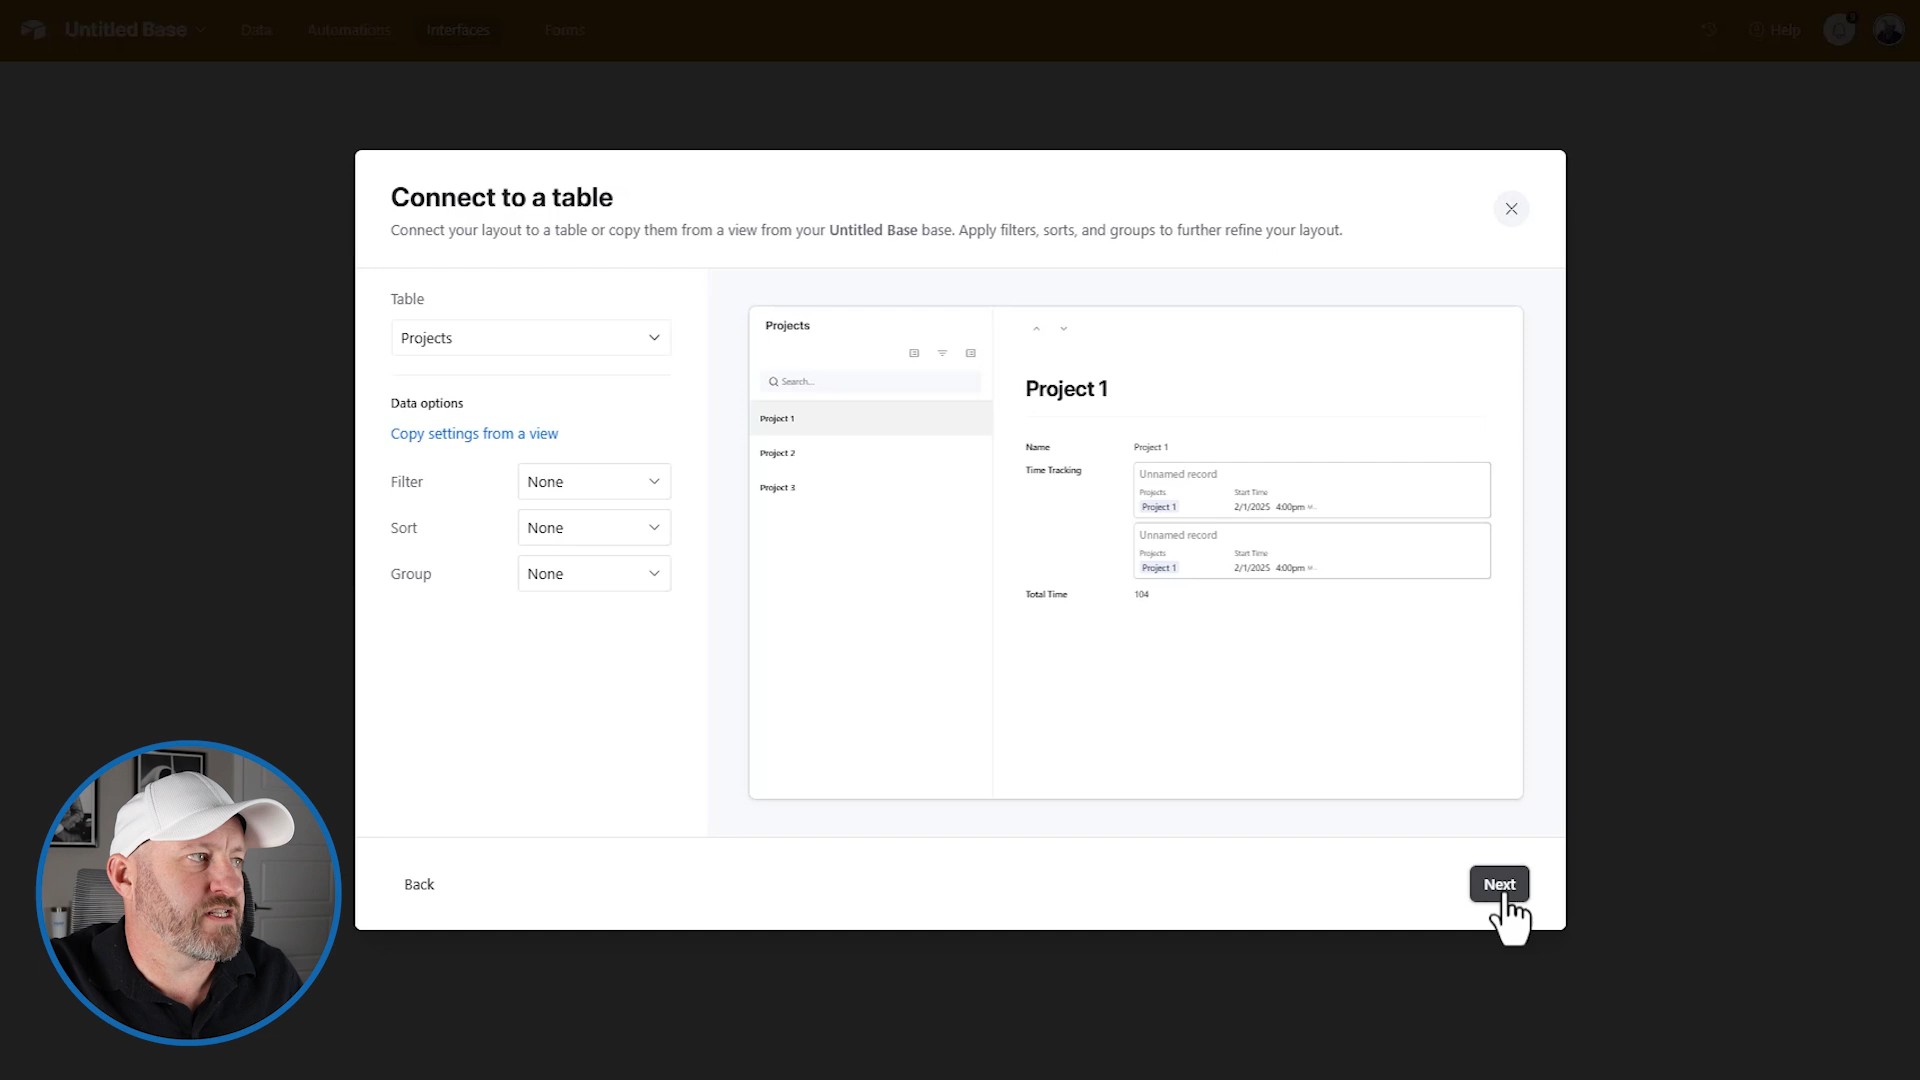 Untitled Base
Data
Automations
Interfaces
Forms
Help
Connect to a table
Connect your layout to a table or copy them from a view from your Untitled Base base. Apply filters, sorts, and groups to further refine your layout.
Table
Projects
Data options
Copy settings from a view
Filter
None
Sort
None
Group
None
Projects
Search...
Project 1
Project 2
Project 3
Project 1
Name
Project 1
Time Tracking
Unnamed record
Projects
Start Time
Project 1
2/1/2025 4:00pm
Unnamed record
Projects
Start Time
Project 1
2/1/2025 4:00pm
Total Time
104
Back
Next